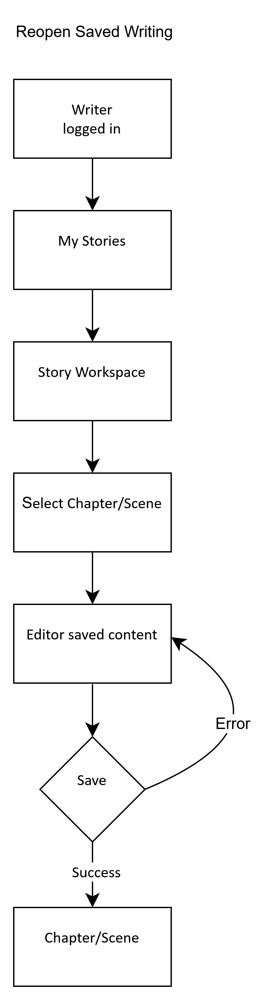 Reopen Saved Writing
Writer
logged in
My Stories
Story Workspace
Select Chapter/Scene
Editor saved content
Error
Save
Success
Chapter/Scene